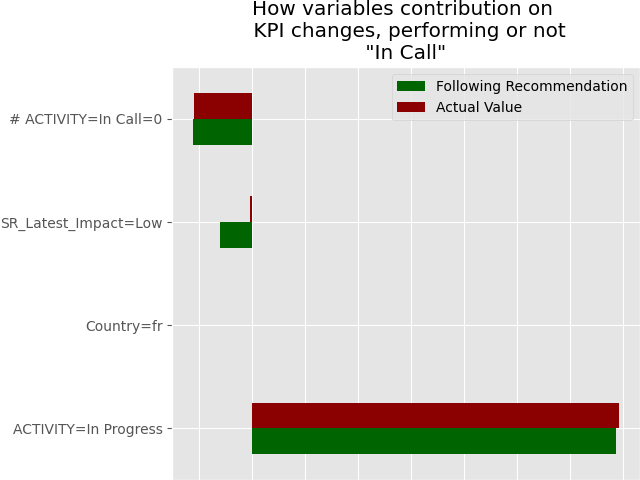 How variables contribution on
KPI changes, performing or not
"In Call"
Following Recommendation
Actual Value
# ACTIVITY=In Call=0
SR_Latest_Impact=Low
Country=fr
ACTIVITY=In Progress